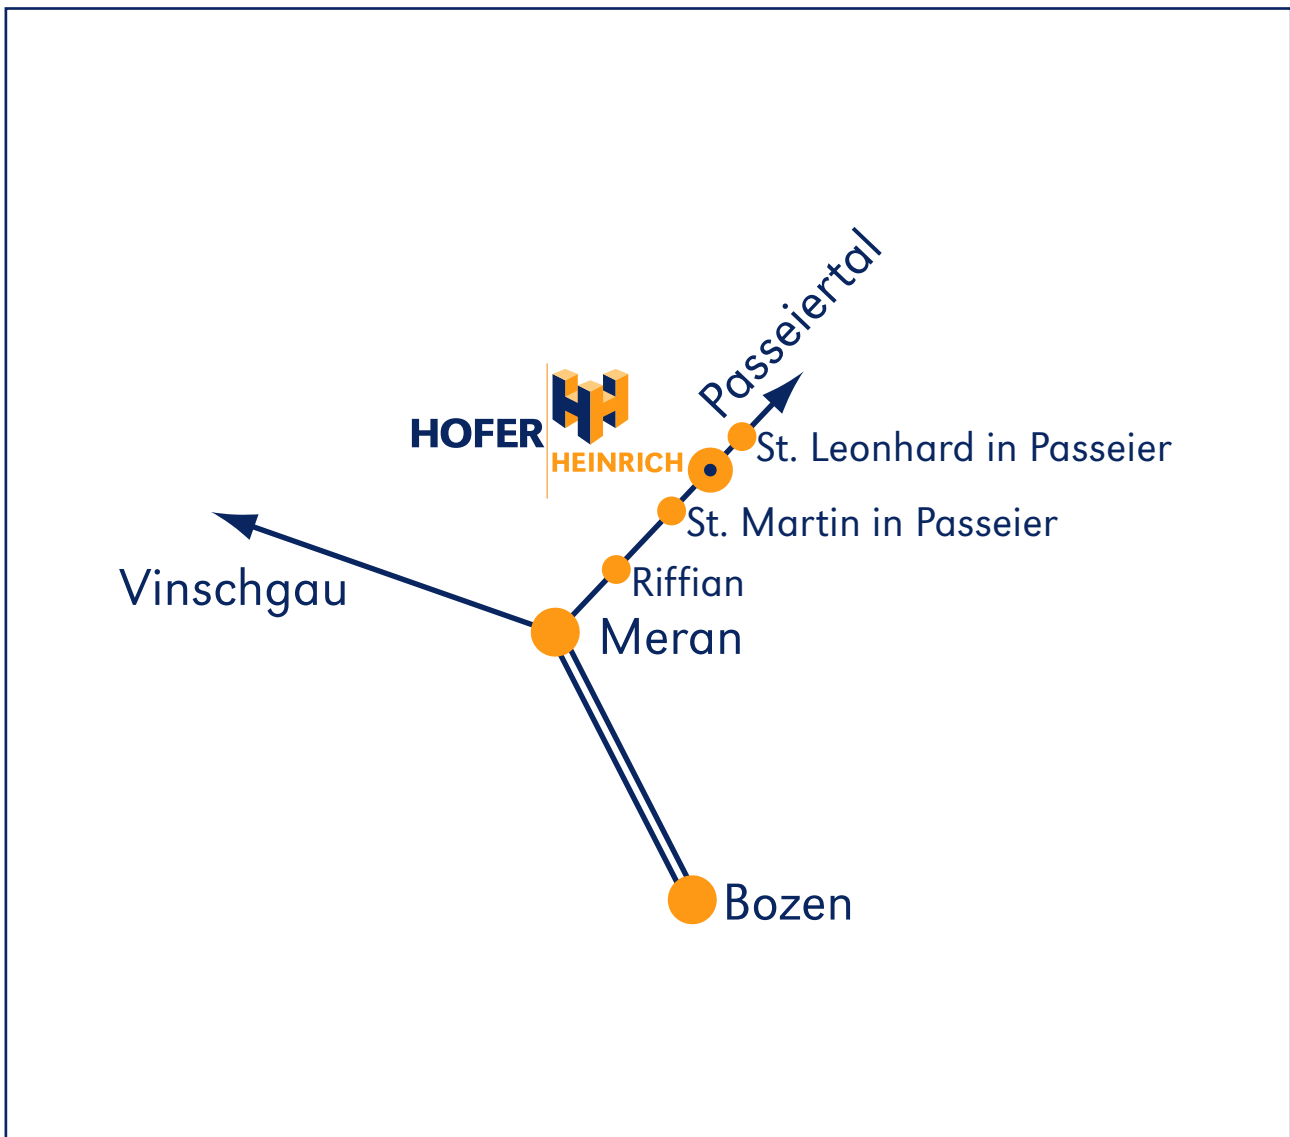 Passeiertal
HOFER
HEINRICH
St. Leonhard in Passeier
St. Martin in Passeier
Vinschgau
Riffian
Meran
Bozen